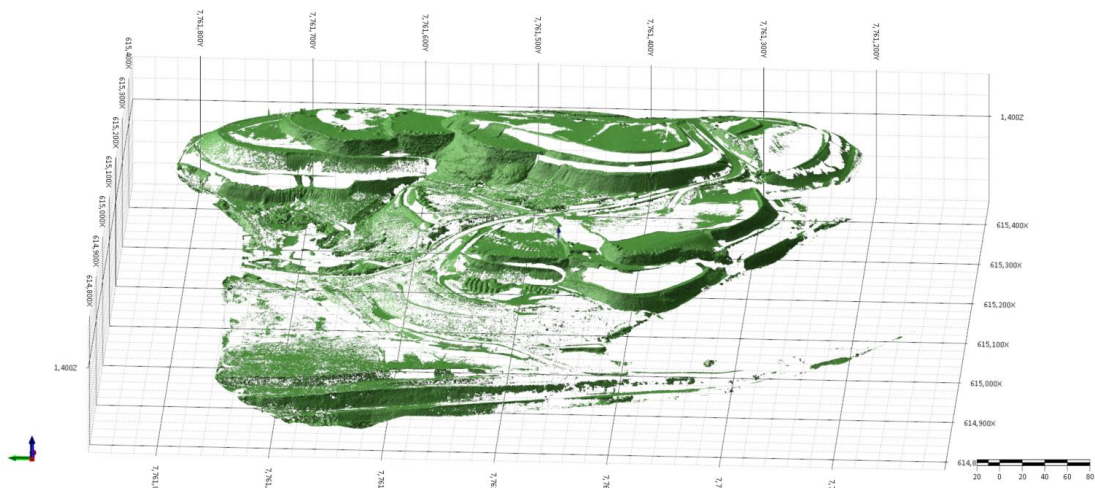 7,761,800Y
7,761,700Y
7,761,600Y
7,761,500Y
7,761,400Y
7,761,300Y
7,761,200Y
615,400X
615,300X
615,200X
615,100X
615,000X
614,900X
614,800X
1,400Z
1,400Z
615,400X
615,300X
615,200X
615,100X
615,000X
614,900X
20 0 20 40 60 80